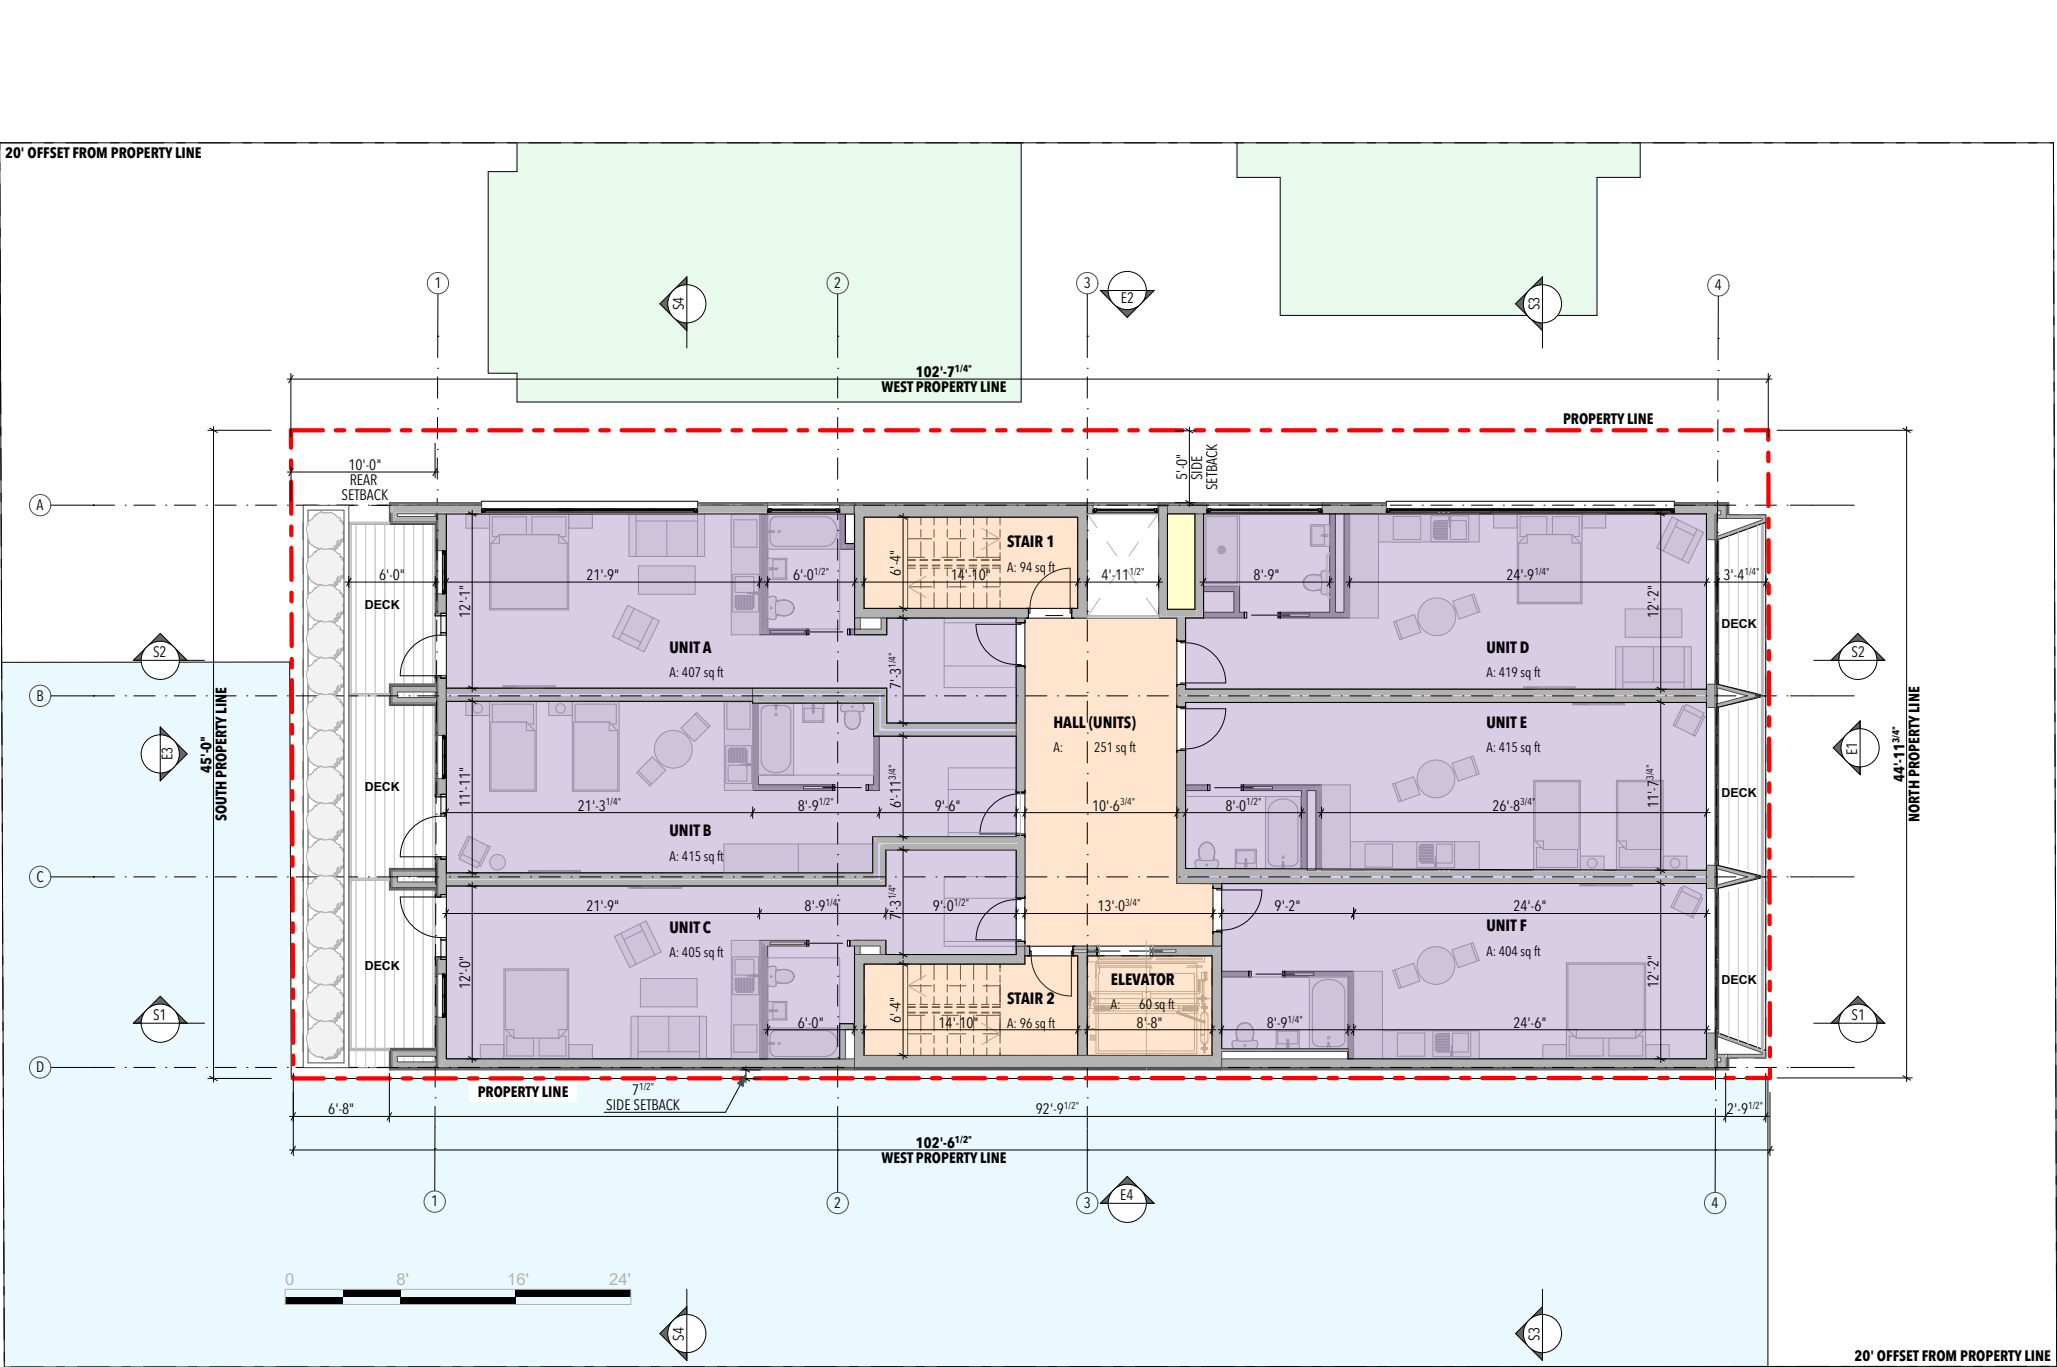 20' OFFSET FROM PROPERTY LINE
1
2
3
4
S4
E2
S3
102'-7 1/4"
WEST PROPERTY LINE
PROPERTY LINE
10'-0"
REAR
SETBACK
5'-0"
SIDE
SETBACK
A
STAIR 1
A: 94 sq ft
6'-4"
14'-10"
6'-0"
21'-9"
6'-0 1/2"
4'-11 1/2"
8'-9"
24'-9 1/4"
3'-4 1/4"
DECK
12'-1"
12'-2"
DECK
S2
UNIT A
A: 407 sq ft
7'-3 1/4"
UNIT D
A: 419 sq ft
S2
B
HALL (UNITS)
A: 251 sq ft
UNIT E
A: 415 sq ft
E3
45'-0"
SOUTH PROPERTY LINE
E1
44'-11 3/4"
NORTH PROPERTY LINE
DECK
11'-11"
6'-11 3/4"
11'-7 3/4"
DECK
21'-3 1/4"
8'-9 1/2"
9'-6"
10'-6 3/4"
8'-0 1/2"
26'-8 3/4"
UNIT B
A: 415 sq ft
C
21'-9"
8'-9 1/4"
7'-3 1/4"
9'-0 1/2"
13'-0 3/4"
9'-2"
24'-6"
UNIT C
A: 405 sq ft
UNIT F
A: 404 sq ft
DECK
12'-0"
12'-2"
DECK
ELEVATOR
A: 60 sq ft
STAIR 2
A: 96 sq ft
6'-4"
S1
S1
6'-0"
14'-10"
8'-8"
8'-9 1/4"
24'-6"
D
PROPERTY LINE
7 1/2"
SIDE SETBACK
6'-8"
92'-9 1/2"
2'-9 1/2"
102'-6 1/2"
WEST PROPERTY LINE
1
2
3
E4
4
0 8' 16' 24'
S4
S3
20' OFFSET FROM PROPERTY LINE